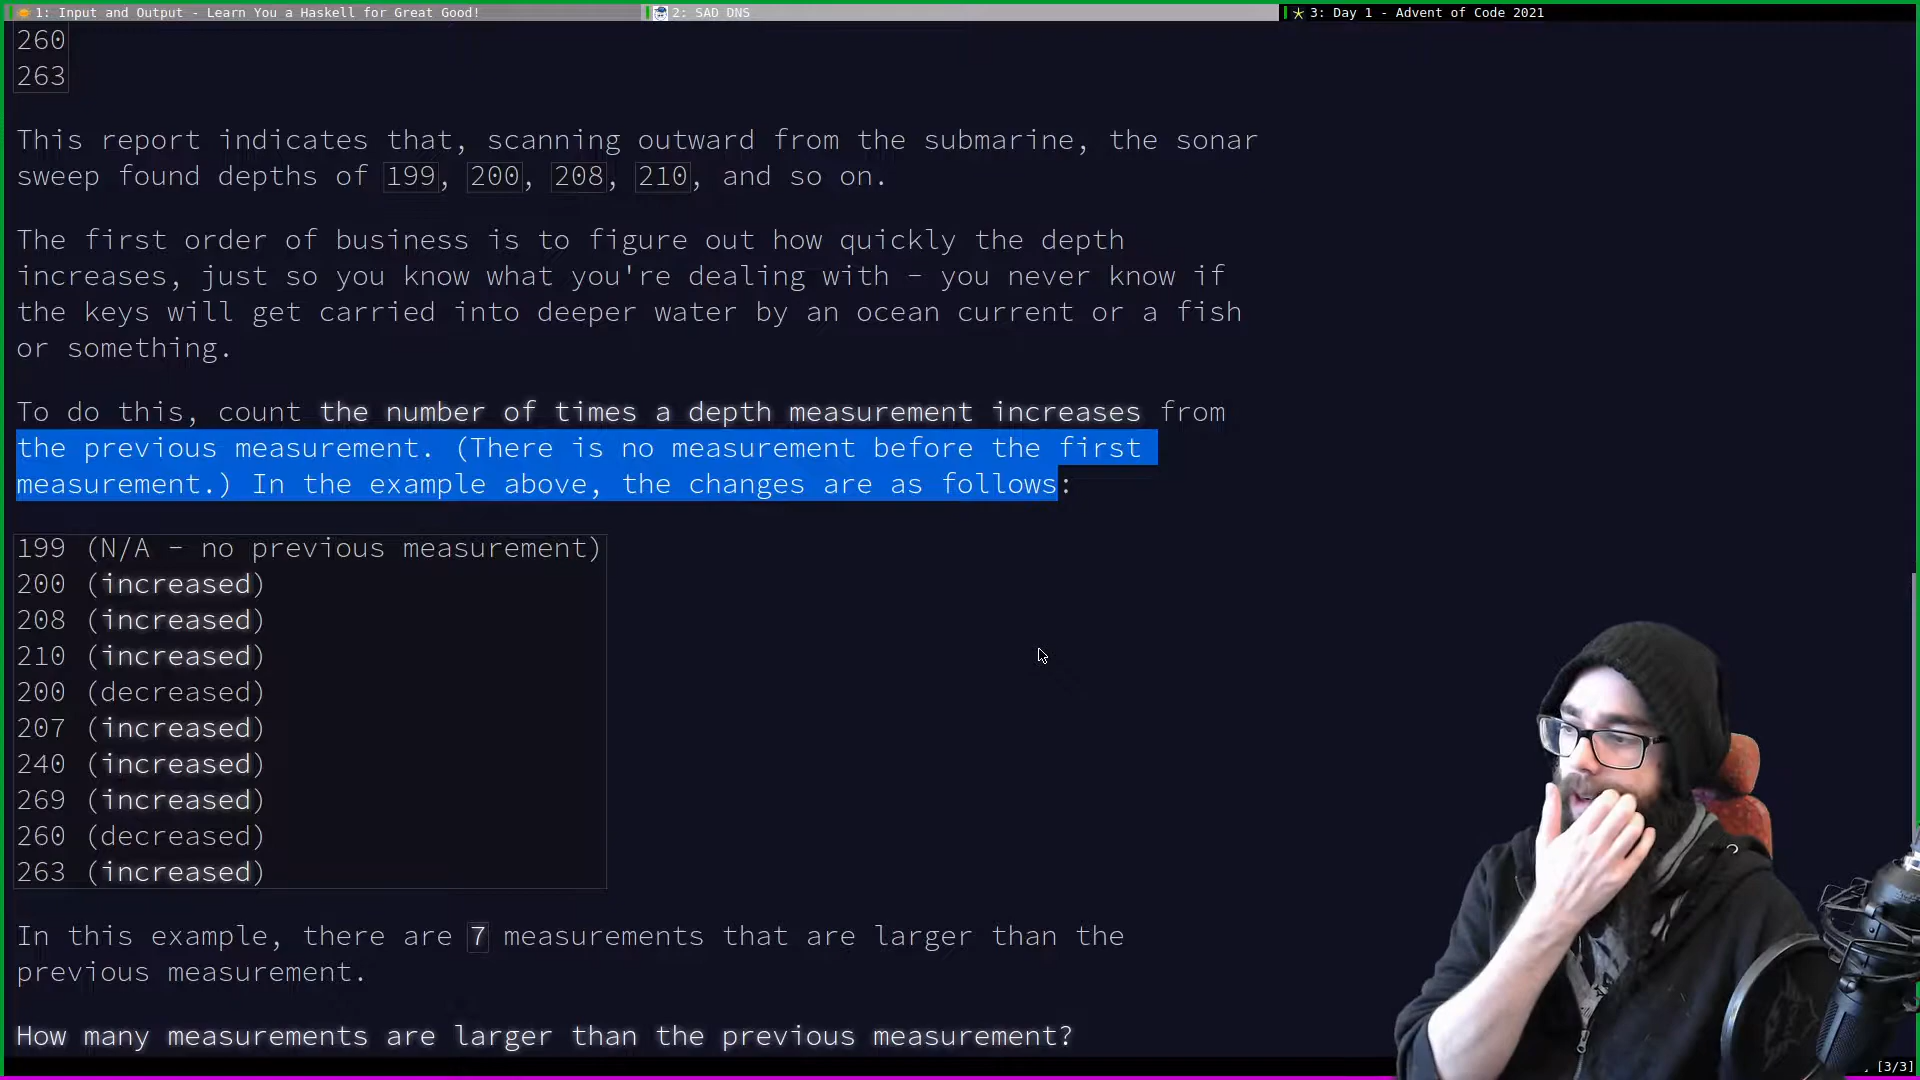 1: Input and Output - Learn You a Haskell for Great Good!
2: SAD DNS
3: Day 1 - Advent of Code 2021
260
263
This report indicates that, scanning outward from the submarine, the sonar
sweep found depths of 199, 200, 208, 210, and so on.
The first order of business is to figure out how quickly the depth
increases, just so you know what you're dealing with - you never know if
the keys will get carried into deeper water by an ocean current or a fish
or something.
To do this, count the number of times a depth measurement increases from
the previous measurement. (There is no measurement before the first
measurement.) In the example above, the changes are as follows:
199 (N/A - no previous measurement)
200 (increased)
208 (increased)
210 (increased)
200 (decreased)
207 (increased)
240 (increased)
269 (increased)
260 (decreased)
263 (increased)
In this example, there are 7 measurements that are larger than the
previous measurement.
How many measurements are larger than the previous measurement?
[3/3]